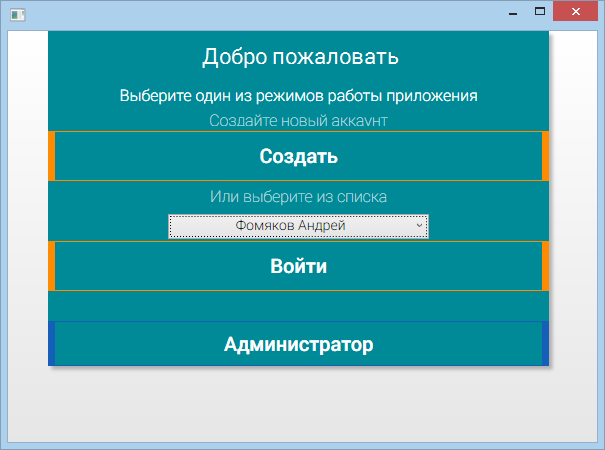 Добро пожаловать
Выберите один из режимов работы приложения
Создайте новый аккаунт
Создать
Или выберите из списка
Фомяков Андрей
Войти
Администратор